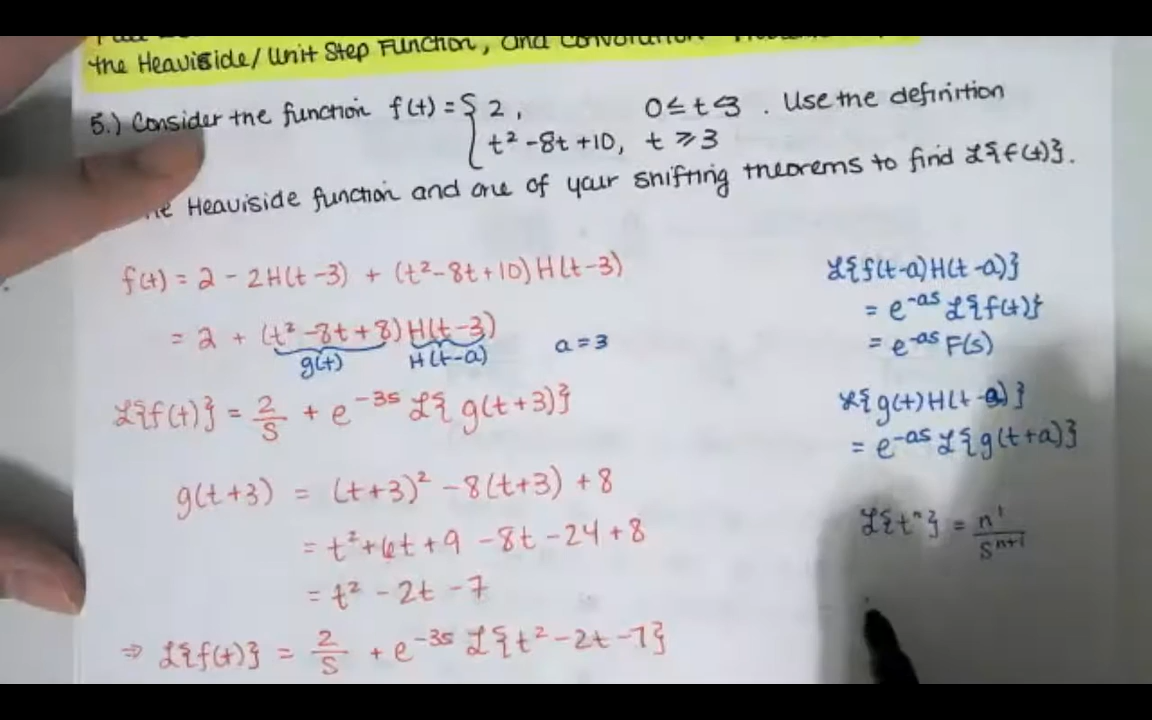 the Heaviside/Unit Step Function, and Convolution
5.) Consider the function f(t) = { 2, 0 ≤ t < 3 . Use the definition
t² - 8t + 10, t ≥ 3
Heaviside function and one of your shifting theorems to find ℒ{f(t)}.
f(t) = 2 - 2H(t-3) + (t² - 8t + 10) H(t-3)
= 2 + (t² - 8t + 8) H(t-3)
g(t) H(t-a) a = 3
ℒ{f(t)} = 2/s + e^-3s ℒ{g(t+3)}
g(t+3) = (t+3)² - 8(t+3) + 8
= t² + 6t + 9 - 8t - 24 + 8
= t² - 2t - 7
⇒ ℒ{f(t)} = 2/s + e^-3s ℒ{t² - 2t - 7}
ℒ{f(t-a)H(t-a)}
= e^-as ℒ{f(t)}
= e^-as F(s)
ℒ{g(t)H(t-a)}
= e^-as ℒ{g(t+a)}
ℒ{t^n} = n!/s^n+1